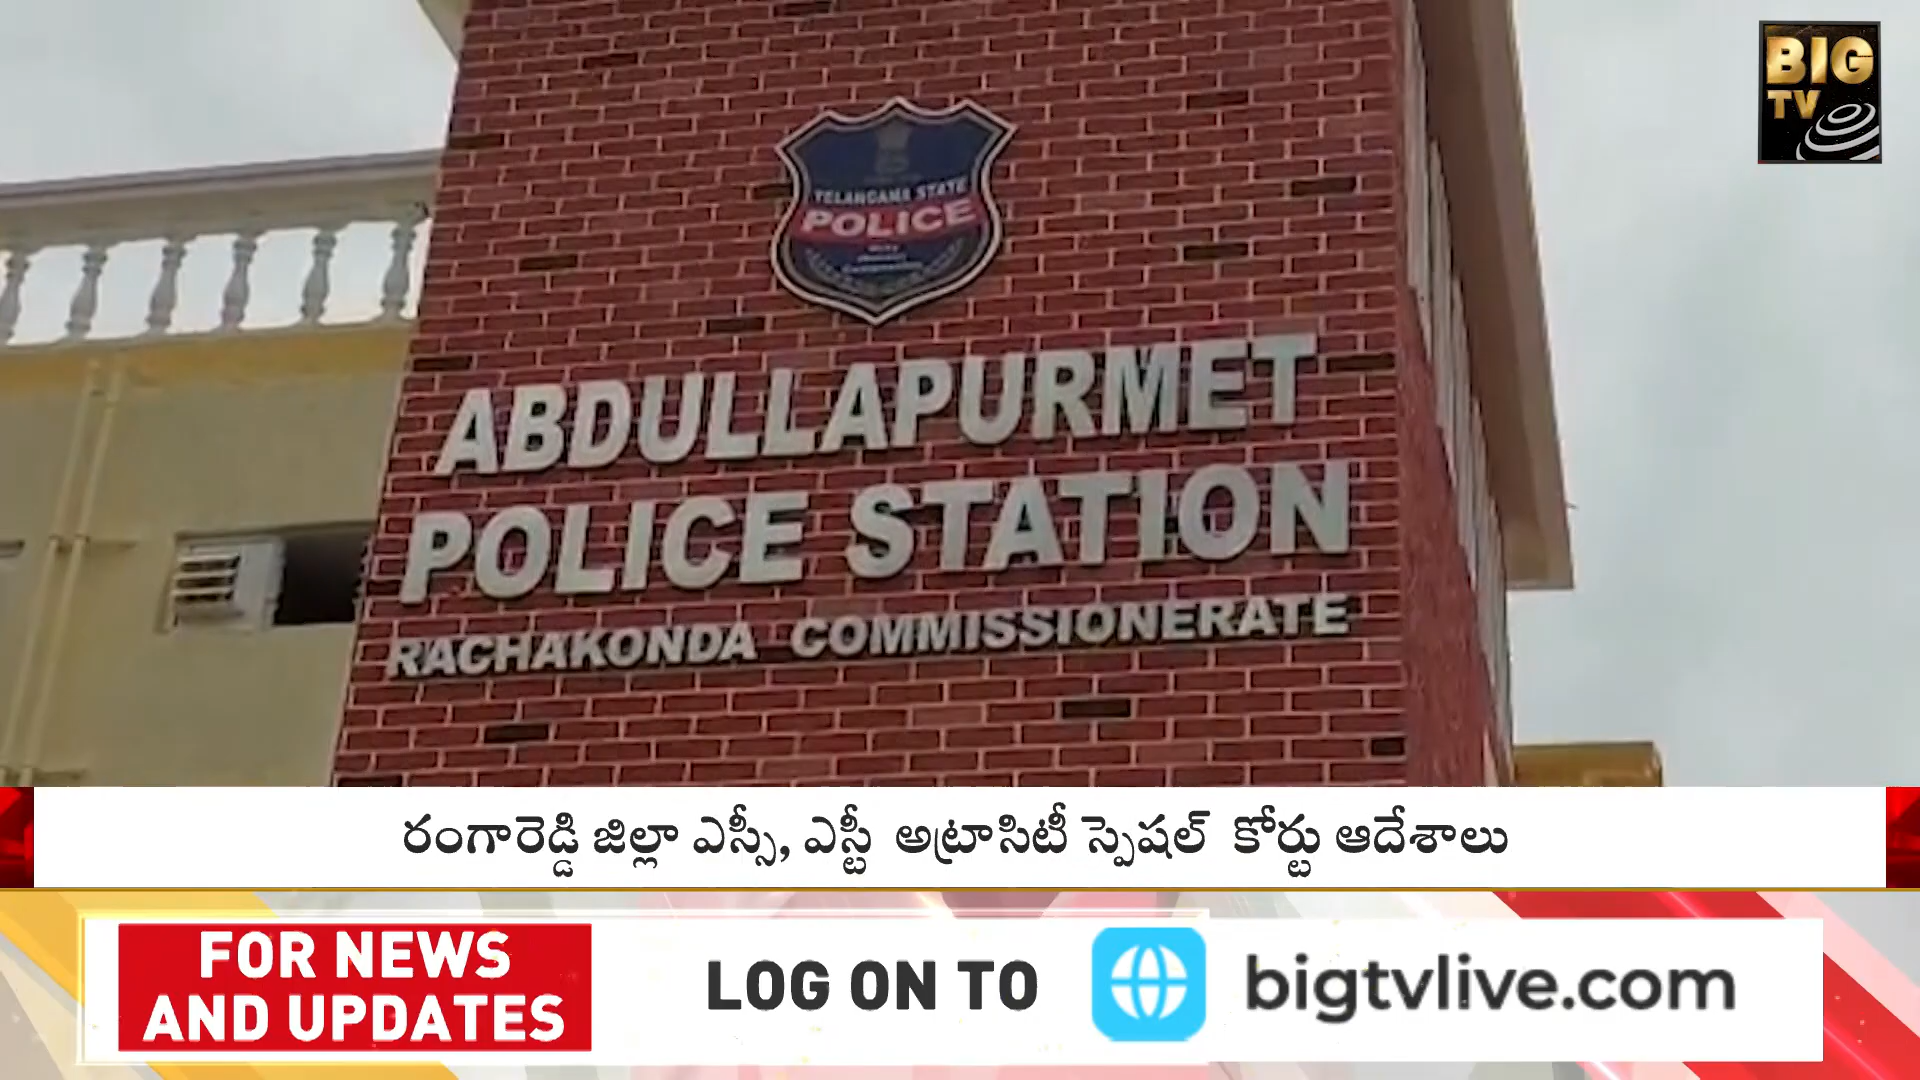 BIG
TV
TELANGANA STATE
POLICE
ABDULLAPURMET
POLICE STATION
RACHAKONDA COMMISSIONERATE
రంగారెడ్డి జిల్లా ఎస్సీ, ఎస్టీ అట్రాసిటీ స్పెషల్ కోర్టు ఆదేశాలు
FOR NEWS
AND UPDATES
LOG ON TO
bigtvlive.com